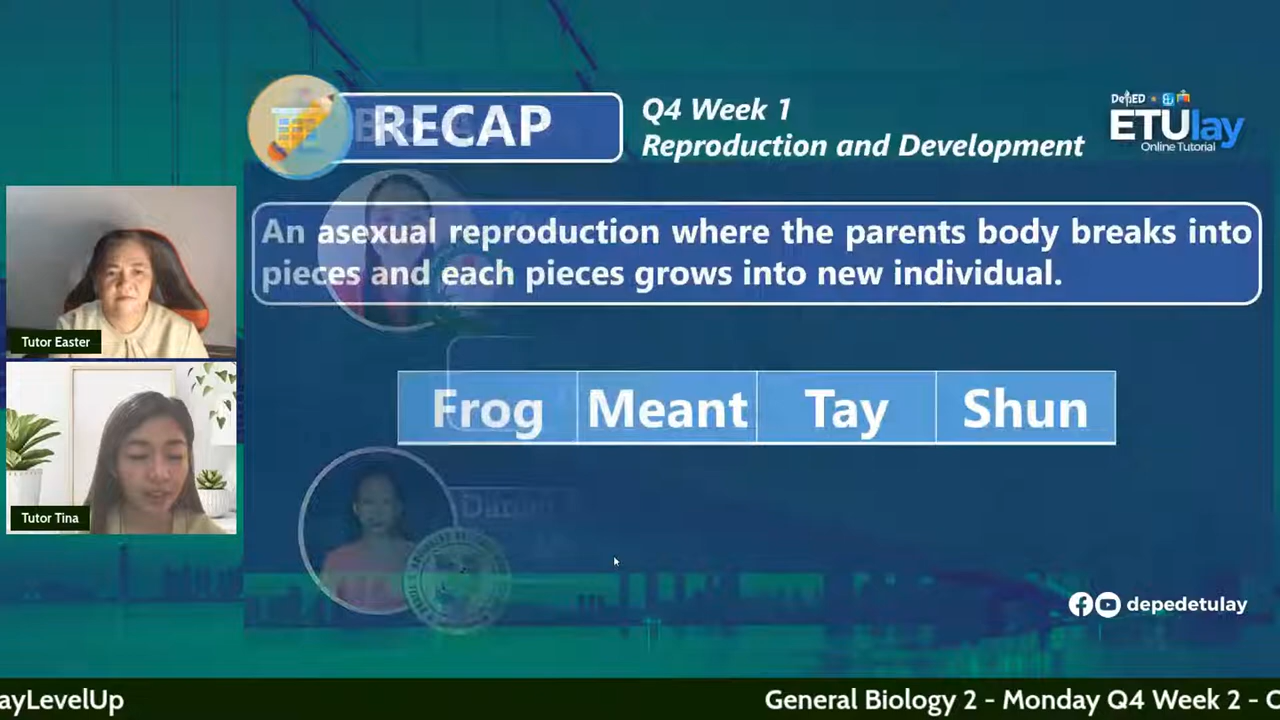 RECAP
Q4 Week 1
Reproduction and Development
DepED
ETULay
Online Tutorial
An asexual reproduction where the parents body breaks into
pieces and each pieces grows into new individual.
Tutor Easter
Frog Meant Tay Shun
Tutor Tina
depedetulay
ayLevelUp
General Biology 2 - Monday Q4 Week 2 - C